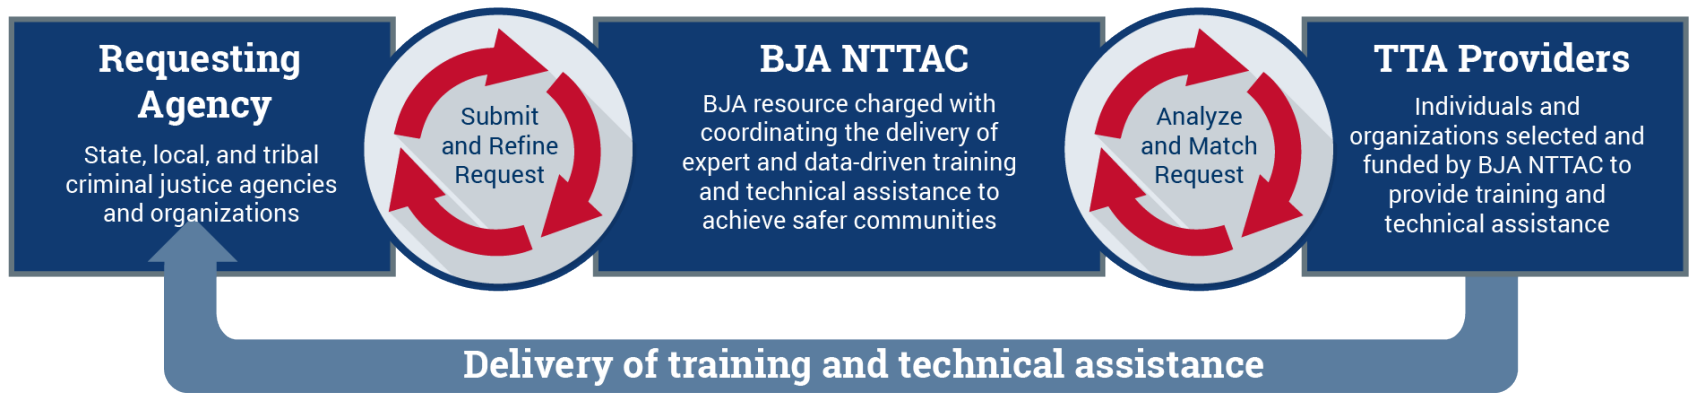 Requesting
Agency
State, local, and tribal
criminal justice agencies
and organizations
Submit
and Refine
Request
BJA NTTAC
BJA resource charged with
coordinating the delivery of
expert and data-driven training
and technical assistance to
achieve safer communities
Analyze
and Match
Request
TTA Providers
Individuals and
organizations selected and
funded by BJA NTTAC to
provide training and
technical assistance
Delivery of training and technical assistance